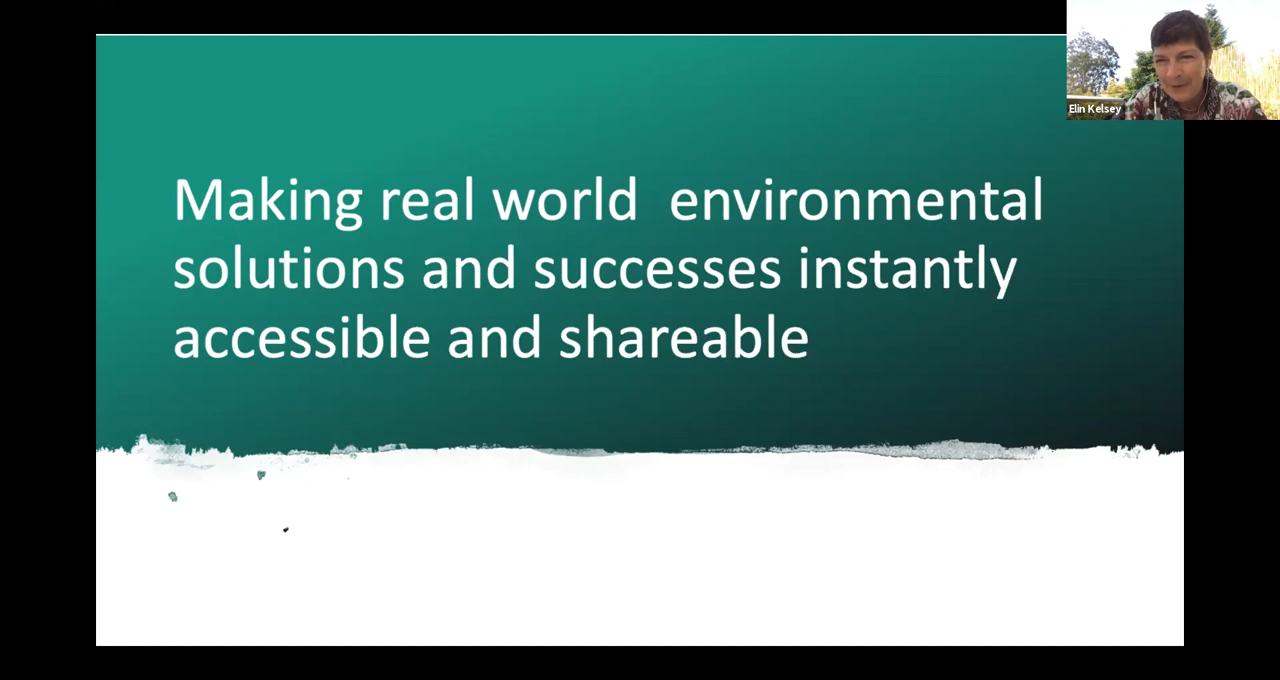 Making real world  environmental
solutions and successes instantly
accessible and shareable
Elin Kelsey